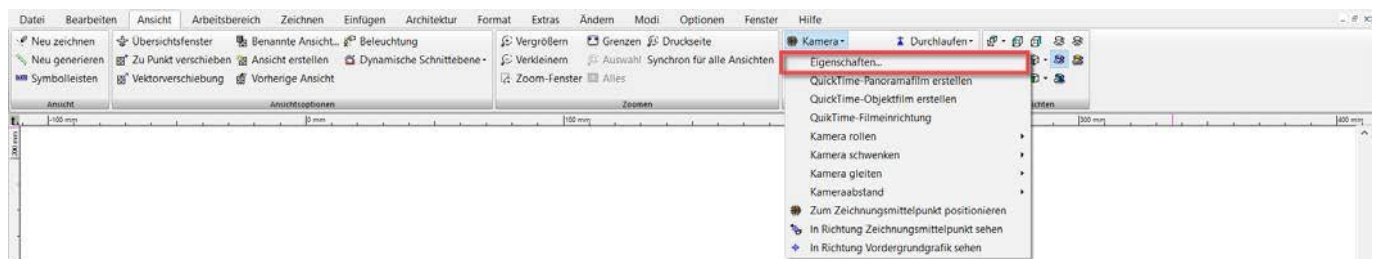 Datei Bearbeiten Ansicht Arbeitsbereich Zeichnen Einfügen Architektur Format Extras Ändern Modi Optionen Fenster Hilfe
Neu zeichnen Übersichtsfenster Benannte Ansicht... Beleuchtung Vergrößern Grenzen Druckseite Kamera Durchlaufen
Neu generieren Zu Punkt verschieben Ansicht erstellen Dynamische Schnittebene Verkleinern Auswahl Synchron für alle Ansichten Eigenschaften...
Symbolleisten Vektorverschiebung Vorherige Ansicht Zoom-Fenster Alles QuickTime-Panoramafilm erstellen
Ansicht Ansichtsoptionen Zoomen QuickTime-Objektfilm erstellen ichten
-100 mm 0 mm 100 mm 300 mm 400 mm
200 mm
QuikTime-Filmeinrichtung
Kamera rollen
Kamera schwenken
Kamera gleiten
Kameraabstand
Zum Zeichnungsmittelpunkt positionieren
In Richtung Zeichnungsmittelpunkt sehen
In Richtung Vordergrundgrafik sehen